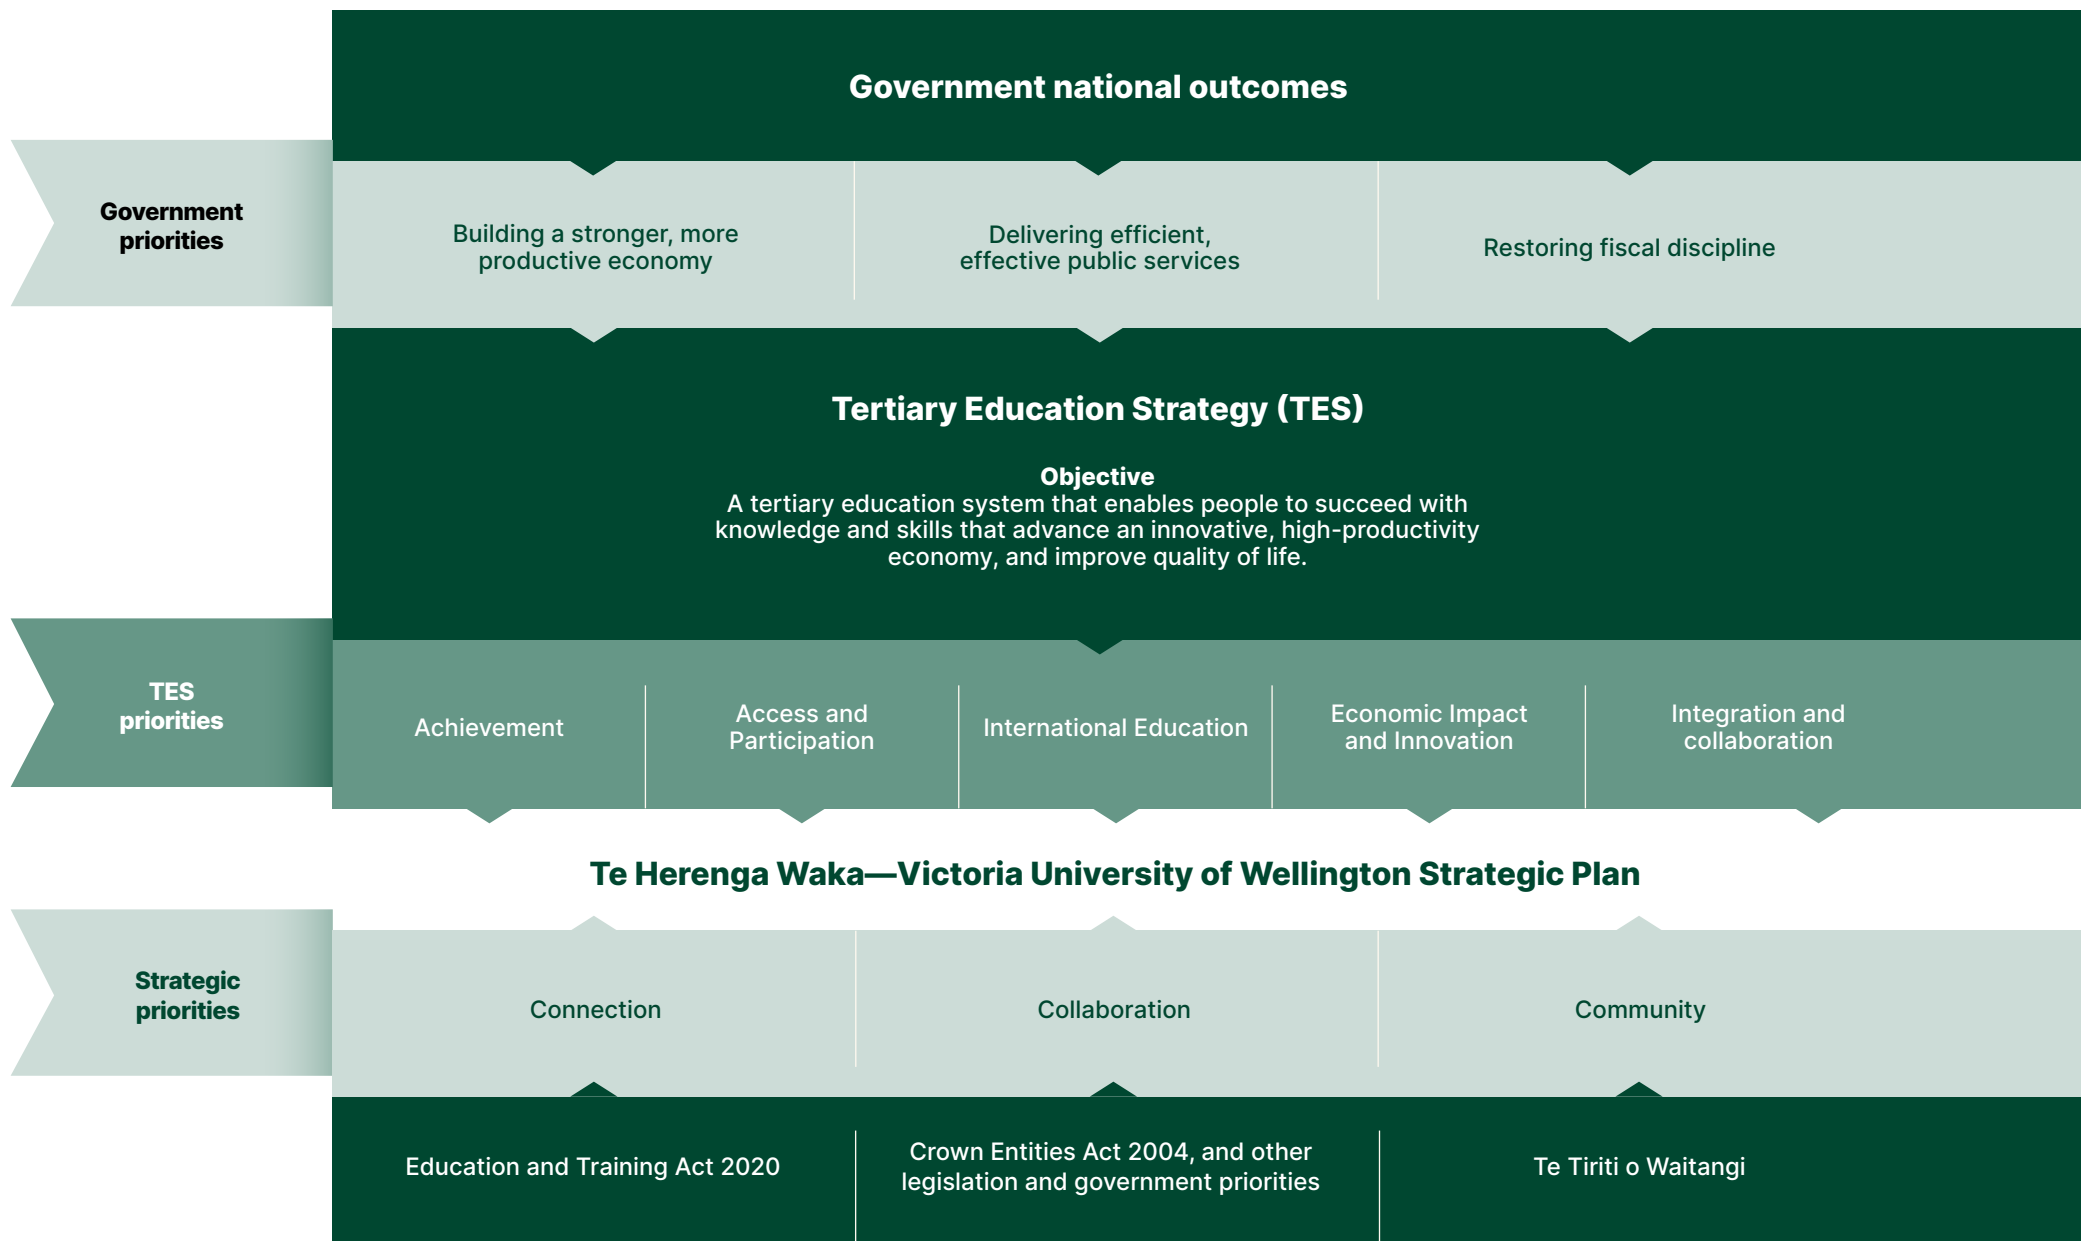 Government national outcomes
Government
priorities
Building a stronger, more
productive economy
Delivering efficient,
effective public services
Restoring fiscal discipline
Tertiary Education Strategy (TES)
Objective
A tertiary education system that enables people to succeed with
knowledge and skills that advance an innovative, high-productivity
economy, and improve quality of life.
TES
priorities
Achievement
Access and
Participation
International Education
Economic Impact
and Innovation
Integration and
collaboration
Te Herenga Waka—Victoria University of Wellington Strategic Plan
Strategic
priorities
Connection
Collaboration
Community
Education and Training Act 2020
Crown Entities Act 2004, and other
legislation and government priorities
Te Tiriti o Waitangi